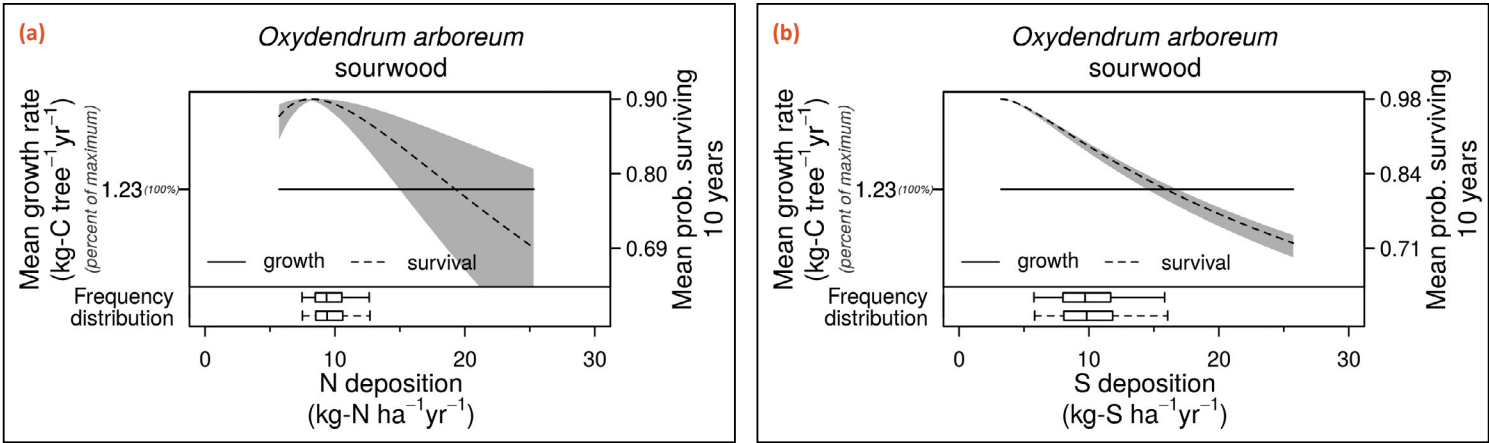 (a)
Oxydendrum arboreum
sourwood
Mean growth rate
(kg-C tree⁻¹yr⁻¹)
(percent of maximum)
1.23 (100%)
0.90
0.80
0.69
Mean prob. surviving
10 years
growth
survival
Frequency
distribution
0 10 20 30
N deposition
(kg-N ha⁻¹yr⁻¹)
(b)
Oxydendrum arboreum
sourwood
Mean growth rate
(kg-C tree⁻¹yr⁻¹)
(percent of maximum)
1.23 (100%)
0.98
0.84
0.71
Mean prob. surviving
10 years
growth
survival
Frequency
distribution
0 10 20 30
S deposition
(kg-S ha⁻¹yr⁻¹)